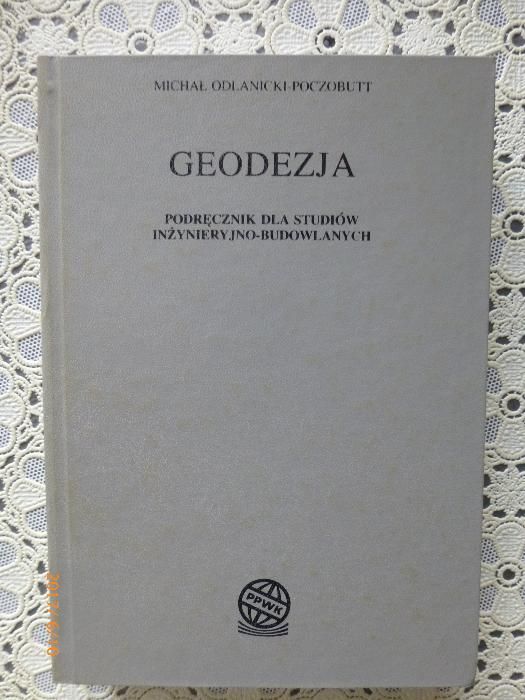 MICHAŁ ODLANICKI-POCZOBUTT
GEODEZJA
PODRĘCZNIK DLA STUDIÓW
INŻYNIERYJNO-BUDOWLANYCH
PPWK